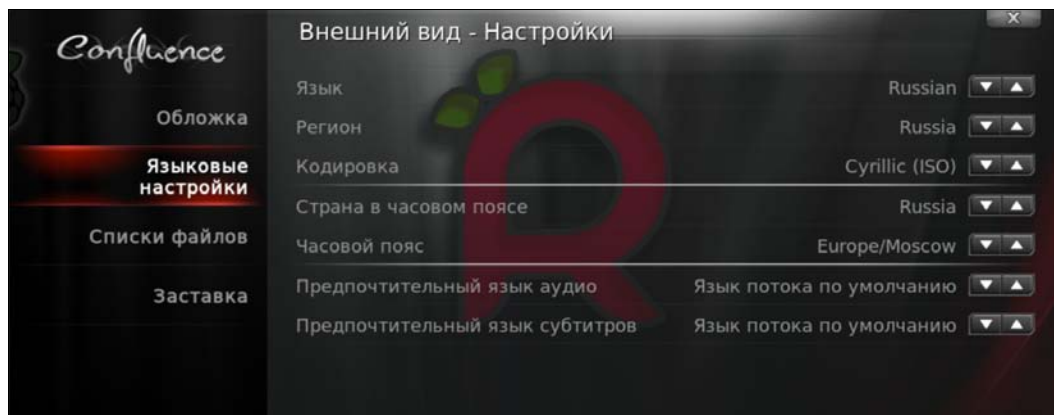 Confluence
Внешний вид - Настройки
X
Обложка
Языковые
настройки
Списки файлов
Заставка
Язык Russian
Регион Russia
Кодировка Cyrillic (ISO)
Страна в часовом поясе Russia
Часовой пояс Europe/Moscow
Предпочтительный язык аудио Язык потока по умолчанию
Предпочтительный язык субтитров Язык потока по умолчанию